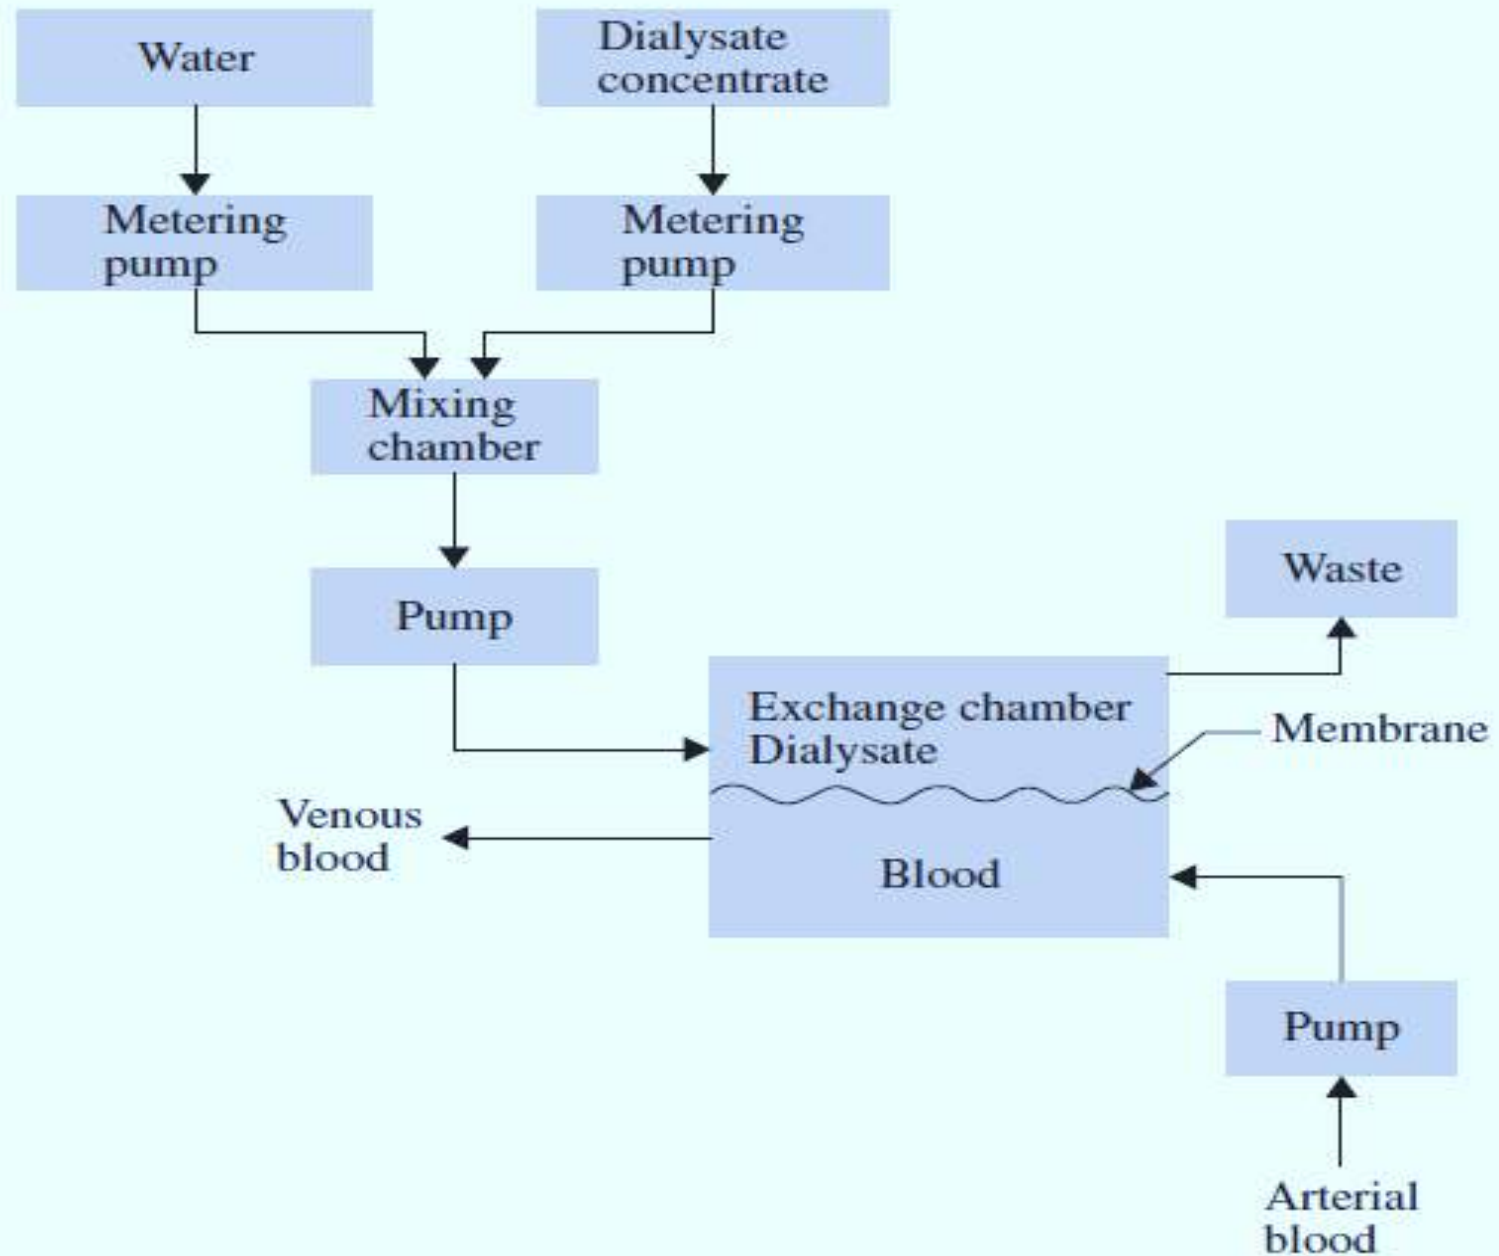 Water
Dialysate
concentrate
Metering
pump
Metering
pump
Mixing
chamber
Pump
Waste
Exchange chamber
Dialysate
Membrane
Venous
blood
Blood
Pump
Arterial
blood